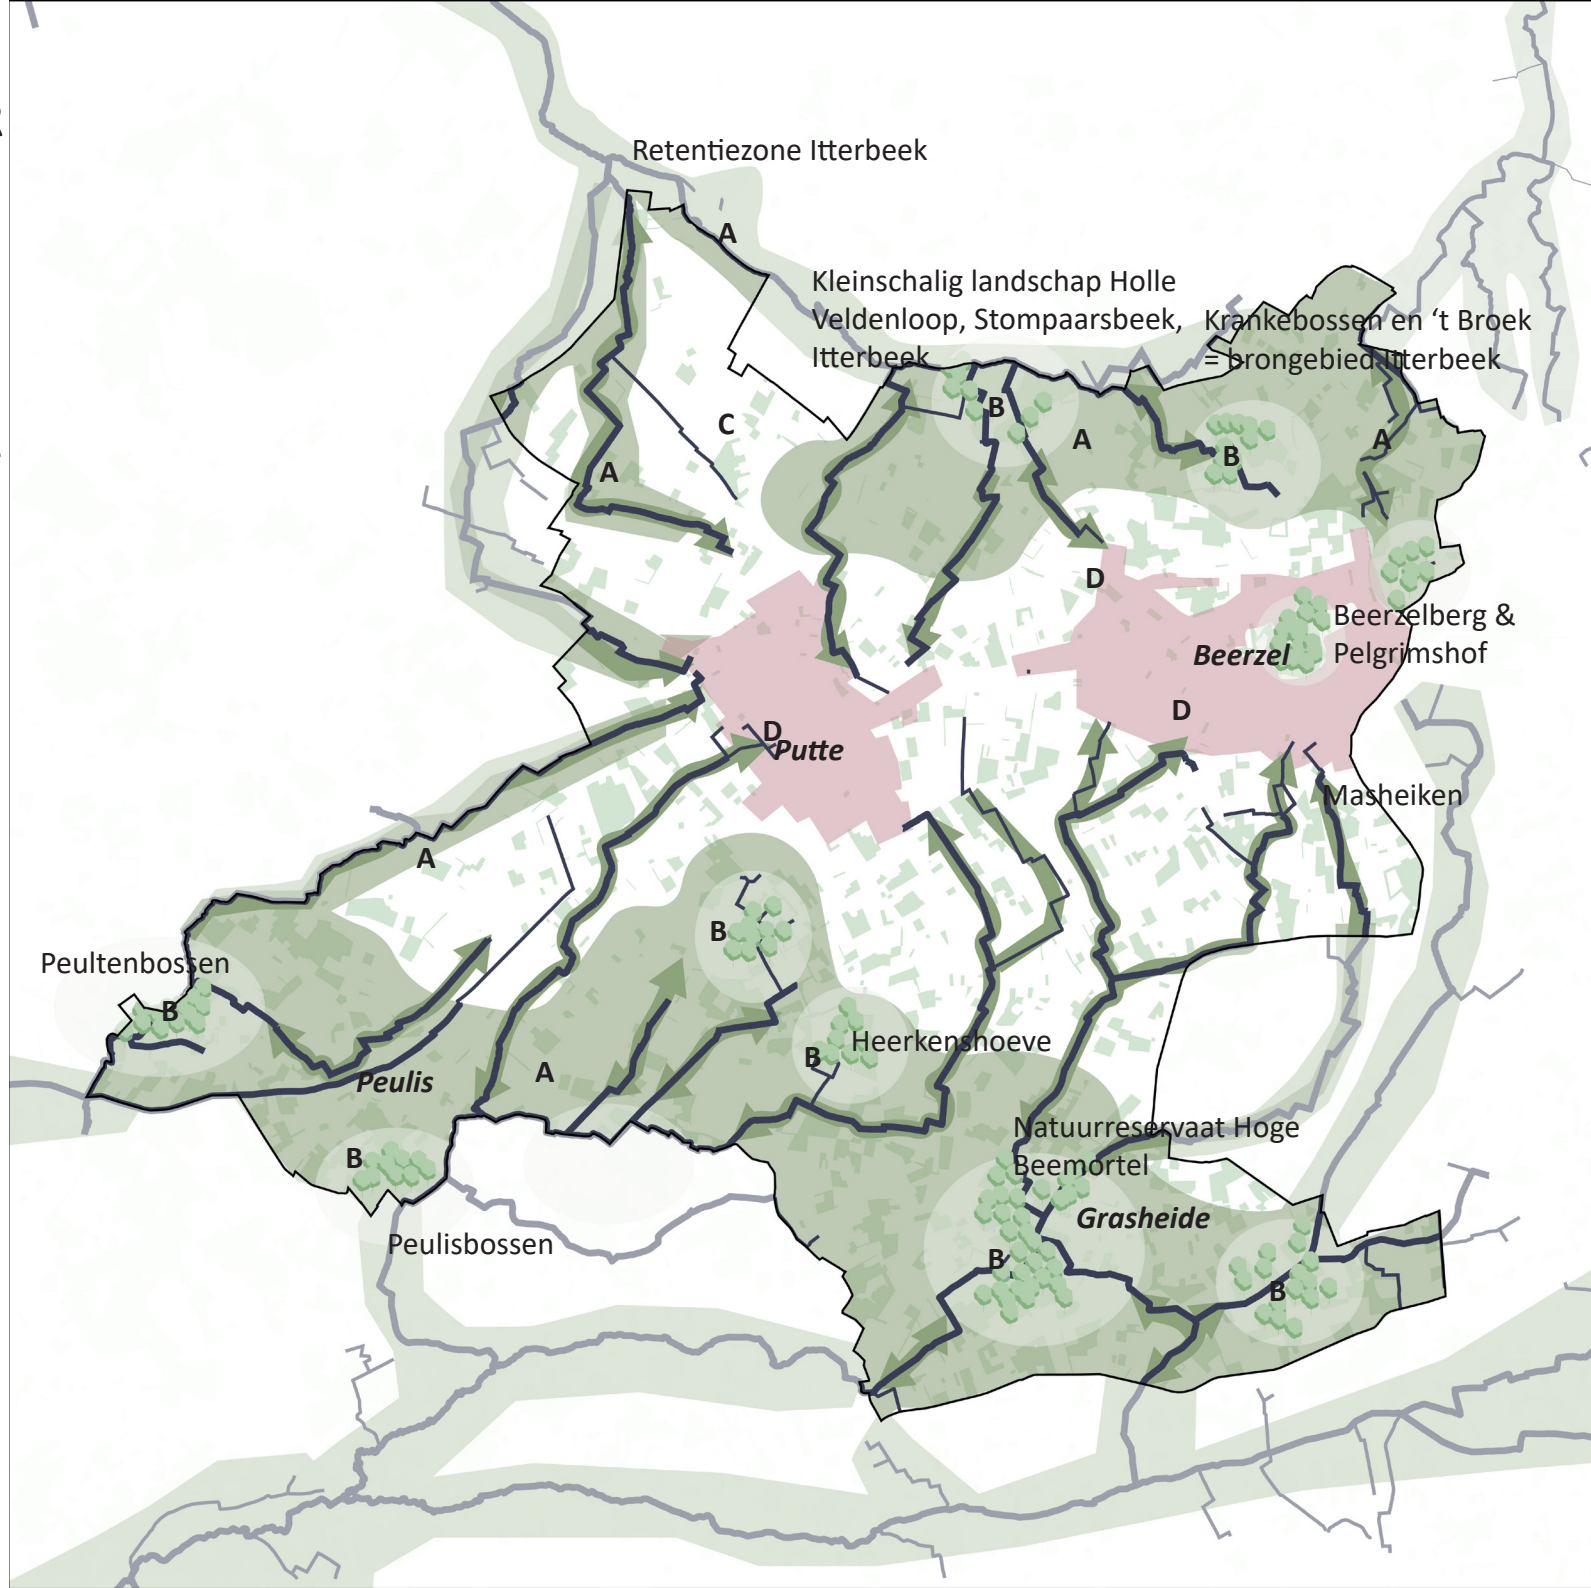 Retentiezone Itterbeek
A
Kleinschalig landschap Holle
Veldenloop, Stompaarsbeek,
Itterbeek
Krankebossen en ‘t Broek
= brongebied Itterbeek
B
A
C
A
B
A
D
Beerzelberg &
Pelgrimshof
Beerzel
D
D
Putte
Masheiken
A
B
Peultenbossen
B
Heerkenshoeve
B
Peulis
A
Natuurreservaat Hoge
Beemortel
B
Grasheide
Peulisbossen
B
B